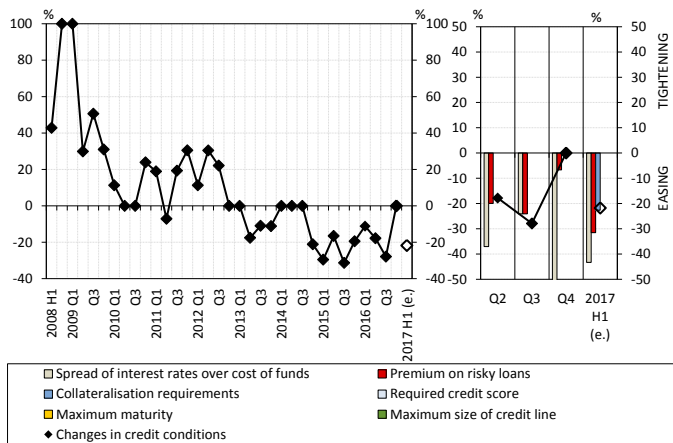 % %
100 100
80 80
60 60
40 40
20 20
0 0
-20 -20
-40 -40
2008 H1
2009 Q1
Q3
2010 Q1
Q3
2011 Q1
Q3
2012 Q1
Q3
2013 Q1
Q3
2014 Q1
Q3
2015 Q1
Q3
2016 Q1
Q3
2017 H1 (e.)
% %
50 50
40 40
30 30
20 20
10 10
0 0
-10 -10
-20 -20
-30 -30
-40 -40
-50 -50
TIGHTENING
EASING
Q2 Q3 Q4 2017
H1
(e.)
Spread of interest rates over cost of funds
Premium on risky loans
Collateralisation requirements
Required credit score
Maximum maturity
Maximum size of credit line
Changes in credit conditions